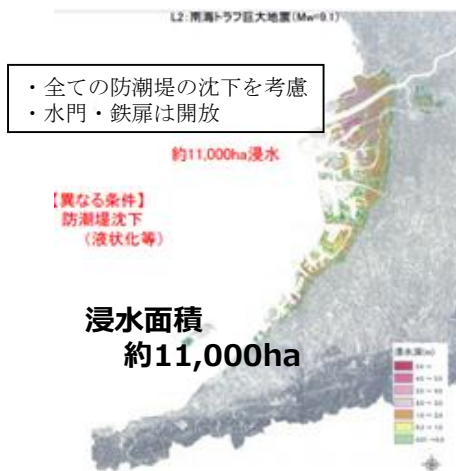 L2:南海トラフ巨大地震(Mw=9.1)
・全ての防潮堤の沈下を考慮
・水門・鉄扉は開放
約11,000ha浸水
【異なる条件】
防潮堤沈下
（液状化等）
浸水面積
約11,000ha
浸水深(m)